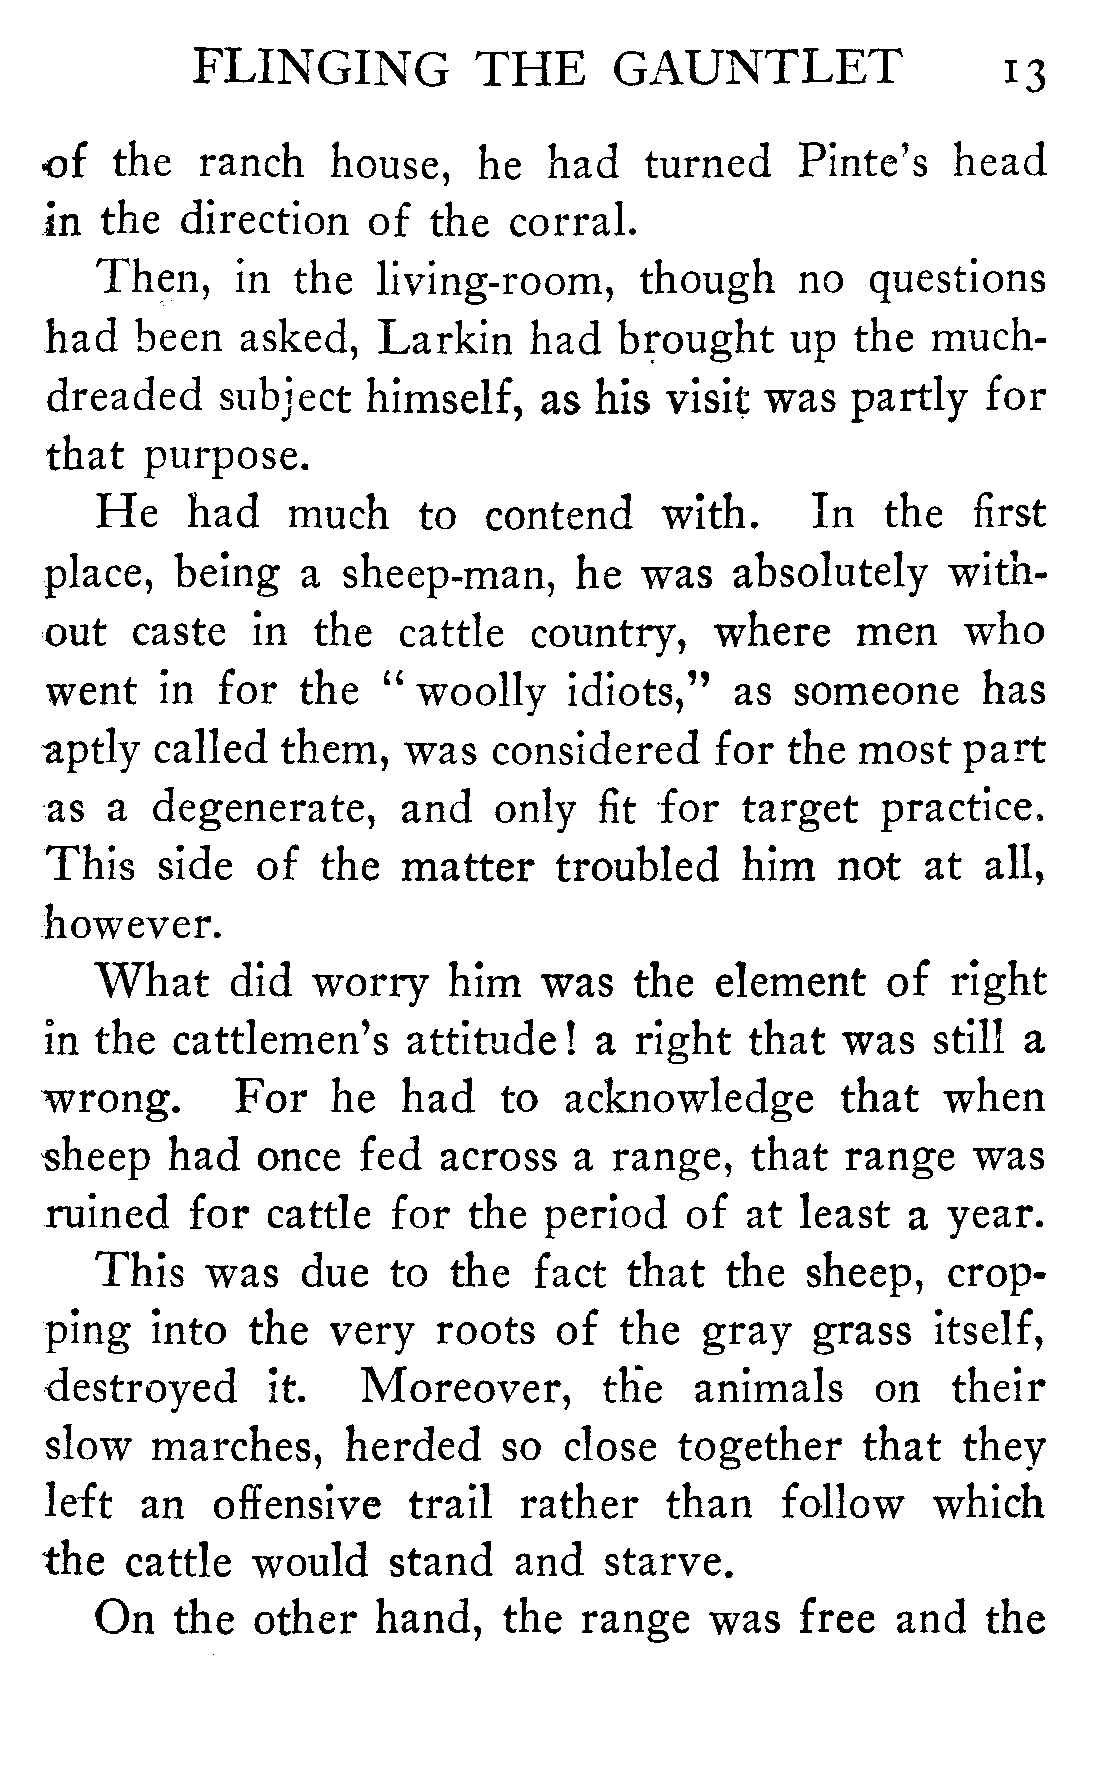 FLINGING THE GAUNTLET 13
of the ranch house, he had turned Pinte's head
in the direction of the corral.
Then, in the living-room, though no questions
had been asked, Larkin had brought up the much-
dreaded subject himself, as his visit was partly for
that purpose.
He had much to contend with. In the first
place, being a sheep-man, he was absolutely with-
out caste in the cattle country, where men who
went in for the "woolly idiots," as someone has
aptly called them, was considered for the most part
as a degenerate, and only fit for target practice.
This side of the matter troubled him not at all,
however.
What did worry him was the element of right
in the cattlemen's attitude! a right that was still a
wrong. For he had to acknowledge that when
sheep had once fed across a range, that range was
ruined for cattle for the period of at least a year.
This was due to the fact that the sheep, crop-
ping into the very roots of the gray grass itself,
destroyed it. Moreover, the animals on their
slow marches, herded so close together that they
left an offensive trail rather than follow which
the cattle would stand and starve.
On the other hand, the range was free and the